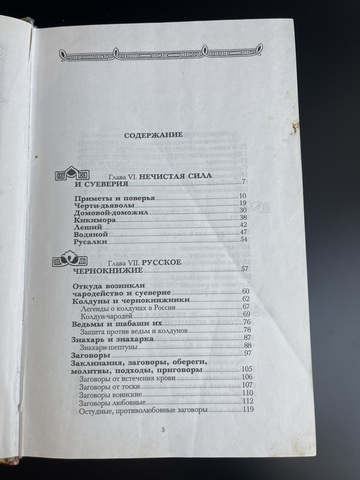 СОДЕРЖАНИЕ
Глава VI. НЕЧИСТАЯ СИЛА
И СУЕВЕРИЯ 7
Приметы и поверья 10
Черти-дьяволы 19
Домовой-доможил 30
Кикимора 38
Леший 42
Водяной 47
Русалки 54
Глава VII. РУССКОЕ
ЧЕРНОКНИЖИЕ 57
Откуда возникли
чародейство и суеверие 60
Колдуны и чернокнижники 62
Легенды о колдунах в России 67
Колдун-чародей 69
Ведьмы и шабаши их 76
Защита против ведьм и колдунов 78
Знахарь и знахарка 87
Знахари-шептуны 94
Заговоры 97
Заклинания, заговоры, обереги,
молитвы, подходы, приговоры 105
Заговоры от истечения крови 106
Заговоры от тоски 107
Заговоры воинские 110
Заговоры любовные 112
Остудные, противолюбовные заговоры 119
3